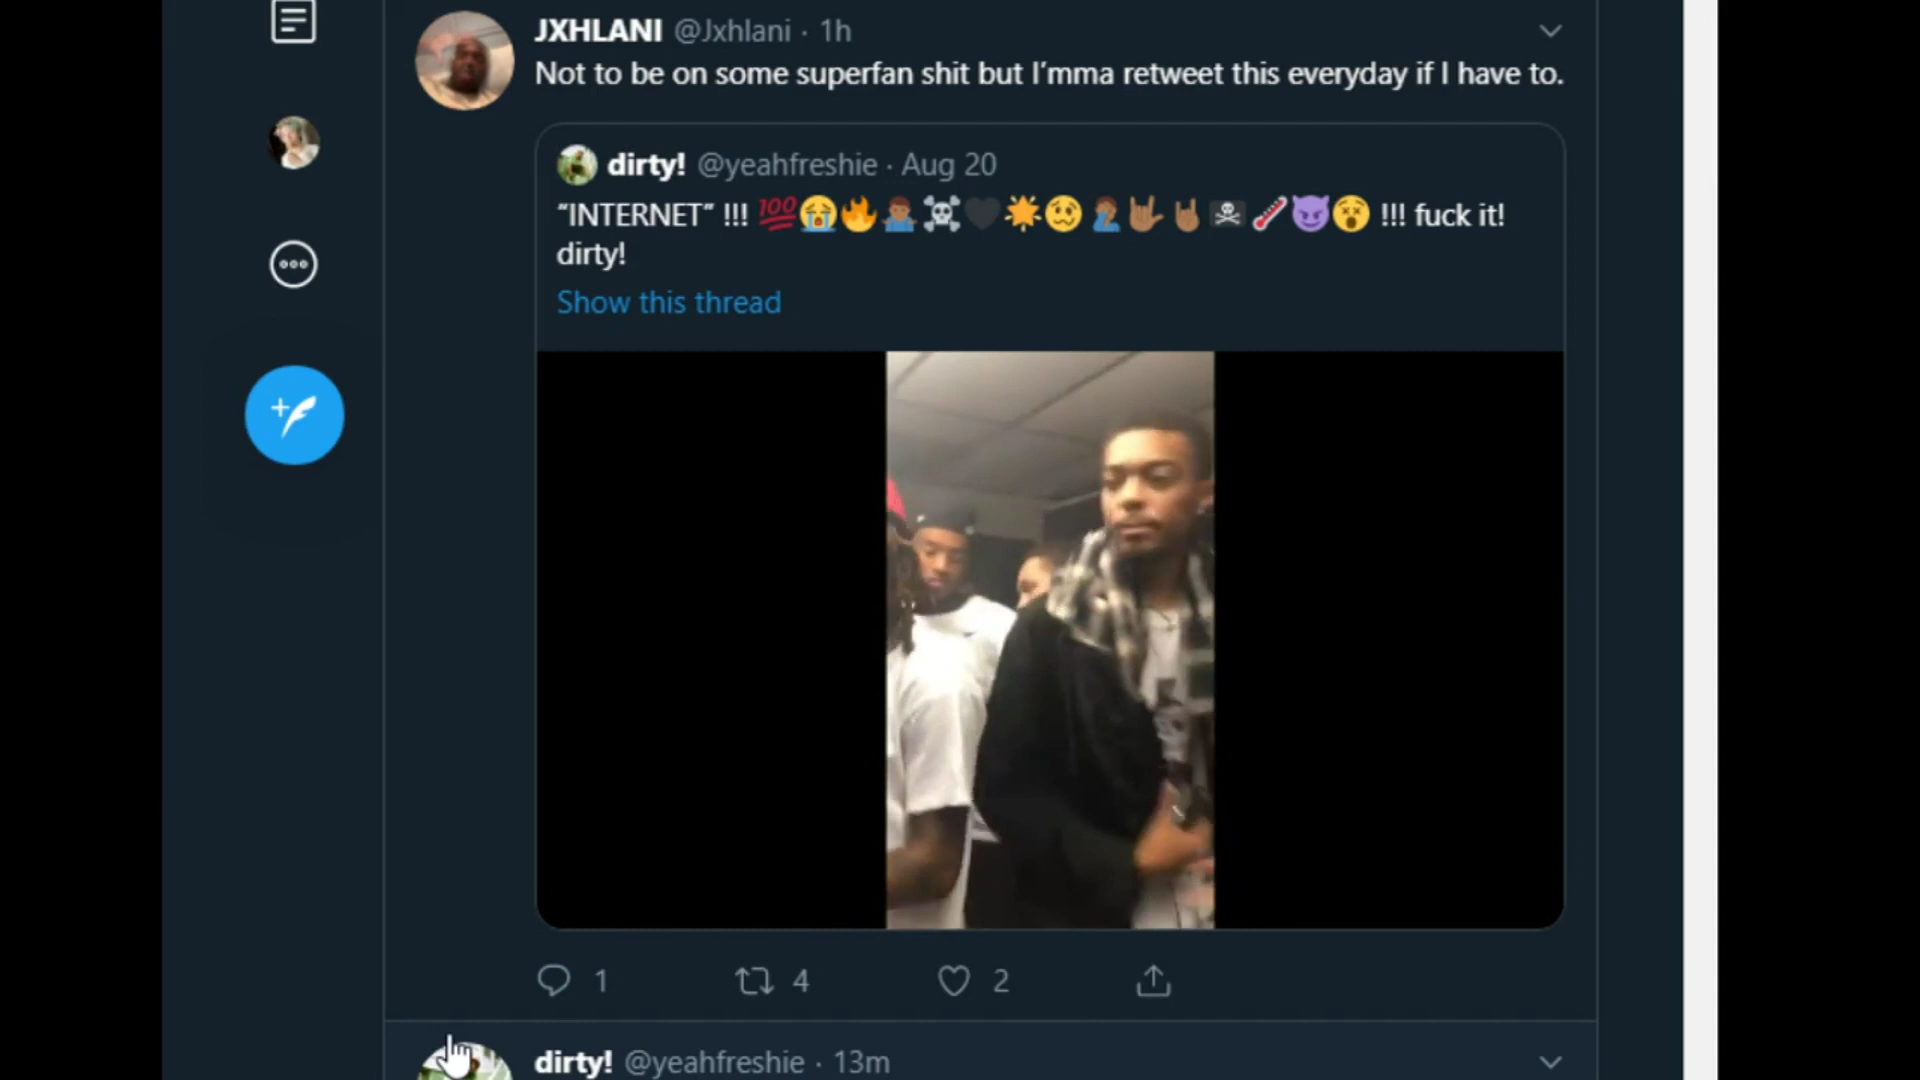 JXHLANI @Jxhlani · 1h
Not to be on some superfan shit but I'mma retweet this everyday if I have to.
dirty! @yeahfreshie · Aug 20
“INTERNET” !!! 💯😭🔥🤷🏾‍♂️☠️🖤🌟🥴🤦🏾‍♂️🤟🏾🤘🏾🏴‍☠️🌡️😈😵 !!! fuck it!
dirty!
Show this thread
1 4 2
dirty! @yeahfreshie · 13m